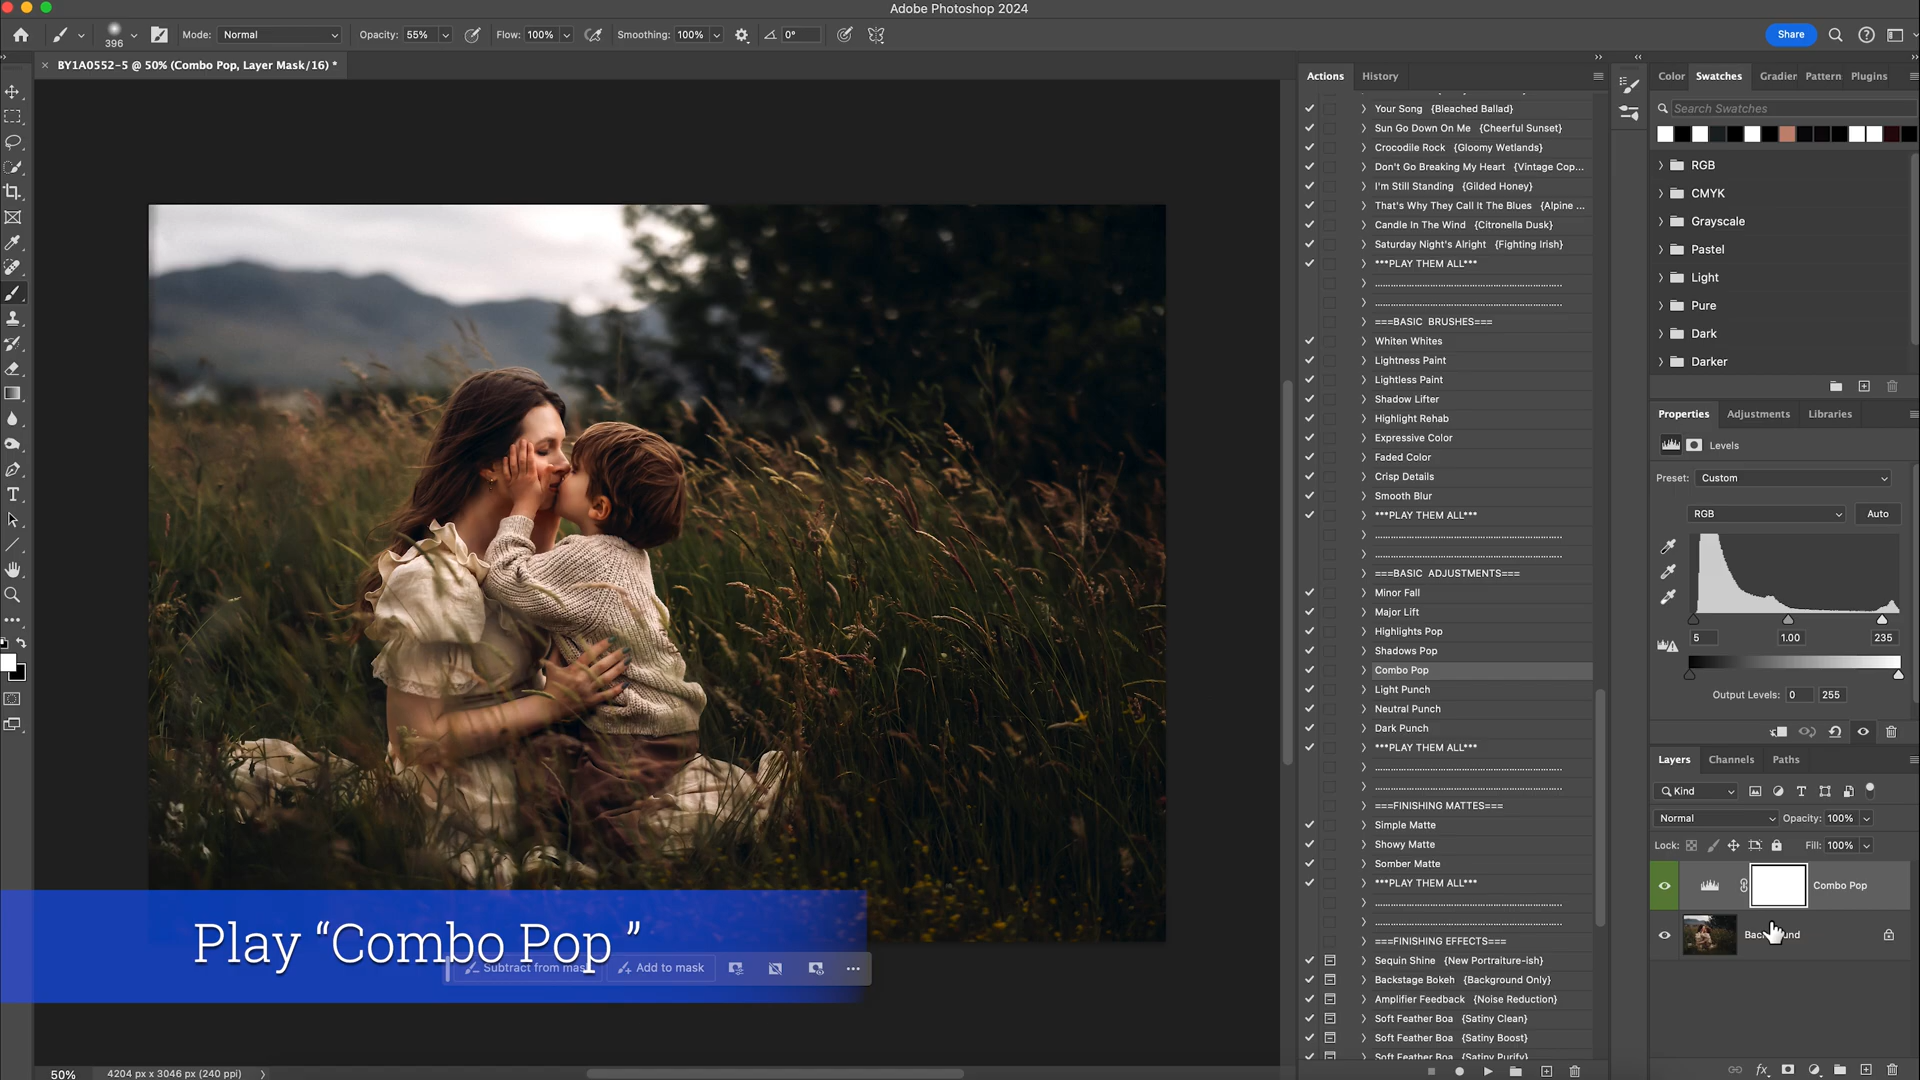 Adobe Photoshop 2024
396
Mode: Normal
Opacity: 55%
Flow: 100%
Smoothing: 100%
0°
Share
BY1A0552-5 @ 50% (Combo Pop, Layer Mask/16) *
Actions
History
Your Song {Bleached Ballad}
Sun Go Down On Me {Cheerful Sunset}
Crocodile Rock {Gloomy Wetlands}
Don't Go Breaking My Heart {Vintage Cop...
I'm Still Standing {Gilded Honey}
That's Why They Call It The Blues {Alpine ...
Candle In The Wind {Citronella Dusk}
Saturday Night's Alright {Fighting Irish}
***PLAY THEM ALL***
===BASIC BRUSHES===
Whiten Whites
Lightness Paint
Lightless Paint
Shadow Lifter
Highlight Rehab
Expressive Color
Faded Color
Crisp Details
Smooth Blur
***PLAY THEM ALL***
===BASIC ADJUSTMENTS===
Minor Fall
Major Lift
Highlights Pop
Shadows Pop
Combo Pop
Light Punch
Neutral Punch
Dark Punch
***PLAY THEM ALL***
===FINISHING MATTES===
Simple Matte
Showy Matte
Somber Matte
***PLAY THEM ALL***
===FINISHING EFFECTS===
Sequin Shine {New Portraiture-ish}
Backstage Bokeh {Background Only}
Amplifier Feedback {Noise Reduction}
Soft Feather Boa {Satiny Clean}
Soft Feather Boa {Satiny Boost}
Soft Feather Boa {Satiny Purify}
Color
Swatches
Gradier
Pattern
Plugins
Search Swatches
RGB
CMYK
Grayscale
Pastel
Light
Pure
Dark
Darker
Properties
Adjustments
Libraries
Levels
Preset: Custom
RGB
Auto
5
1.00
235
Output Levels: 0 255
Layers
Channels
Paths
Kind
Normal
Opacity: 100%
Lock:
Fill: 100%
Combo Pop
Background
Play “Combo Pop ”
Subtract from mask
Add to mask
50%
4204 px x 3046 px (240 ppi)